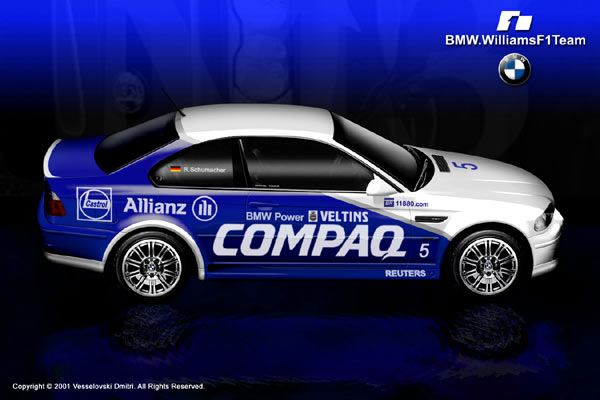 F1
BMW.WilliamsF1Team
R.Schumacher
5
Castrol
Allianz
11880.com
BMW Power
VELTINS
COMPAQ
5
REUTERS
Copyright © 2001 Vesselovski Dmitri. All Rights Reserved.